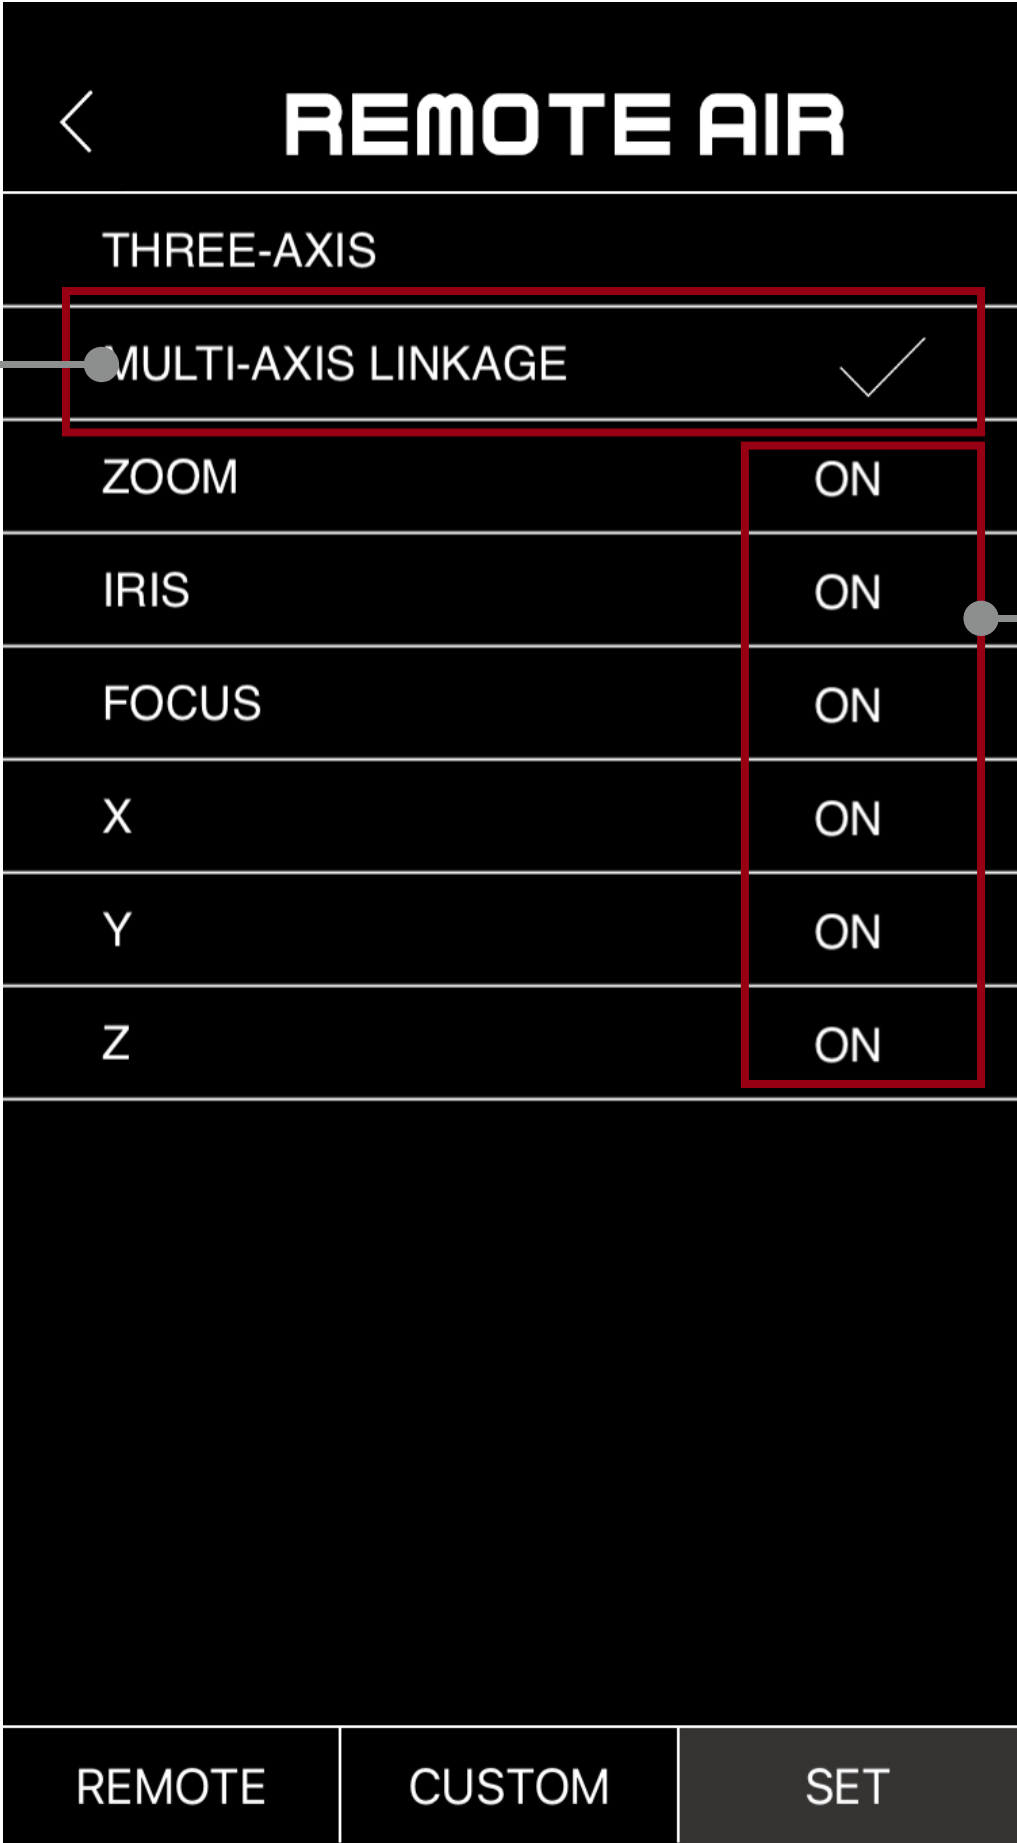 REMOTE AIR
THREE-AXIS
MULTI-AXIS LINKAGE
ZOOM ON
IRIS ON
FOCUS ON
X ON
Y ON
Z ON
REMOTE CUSTOM SET